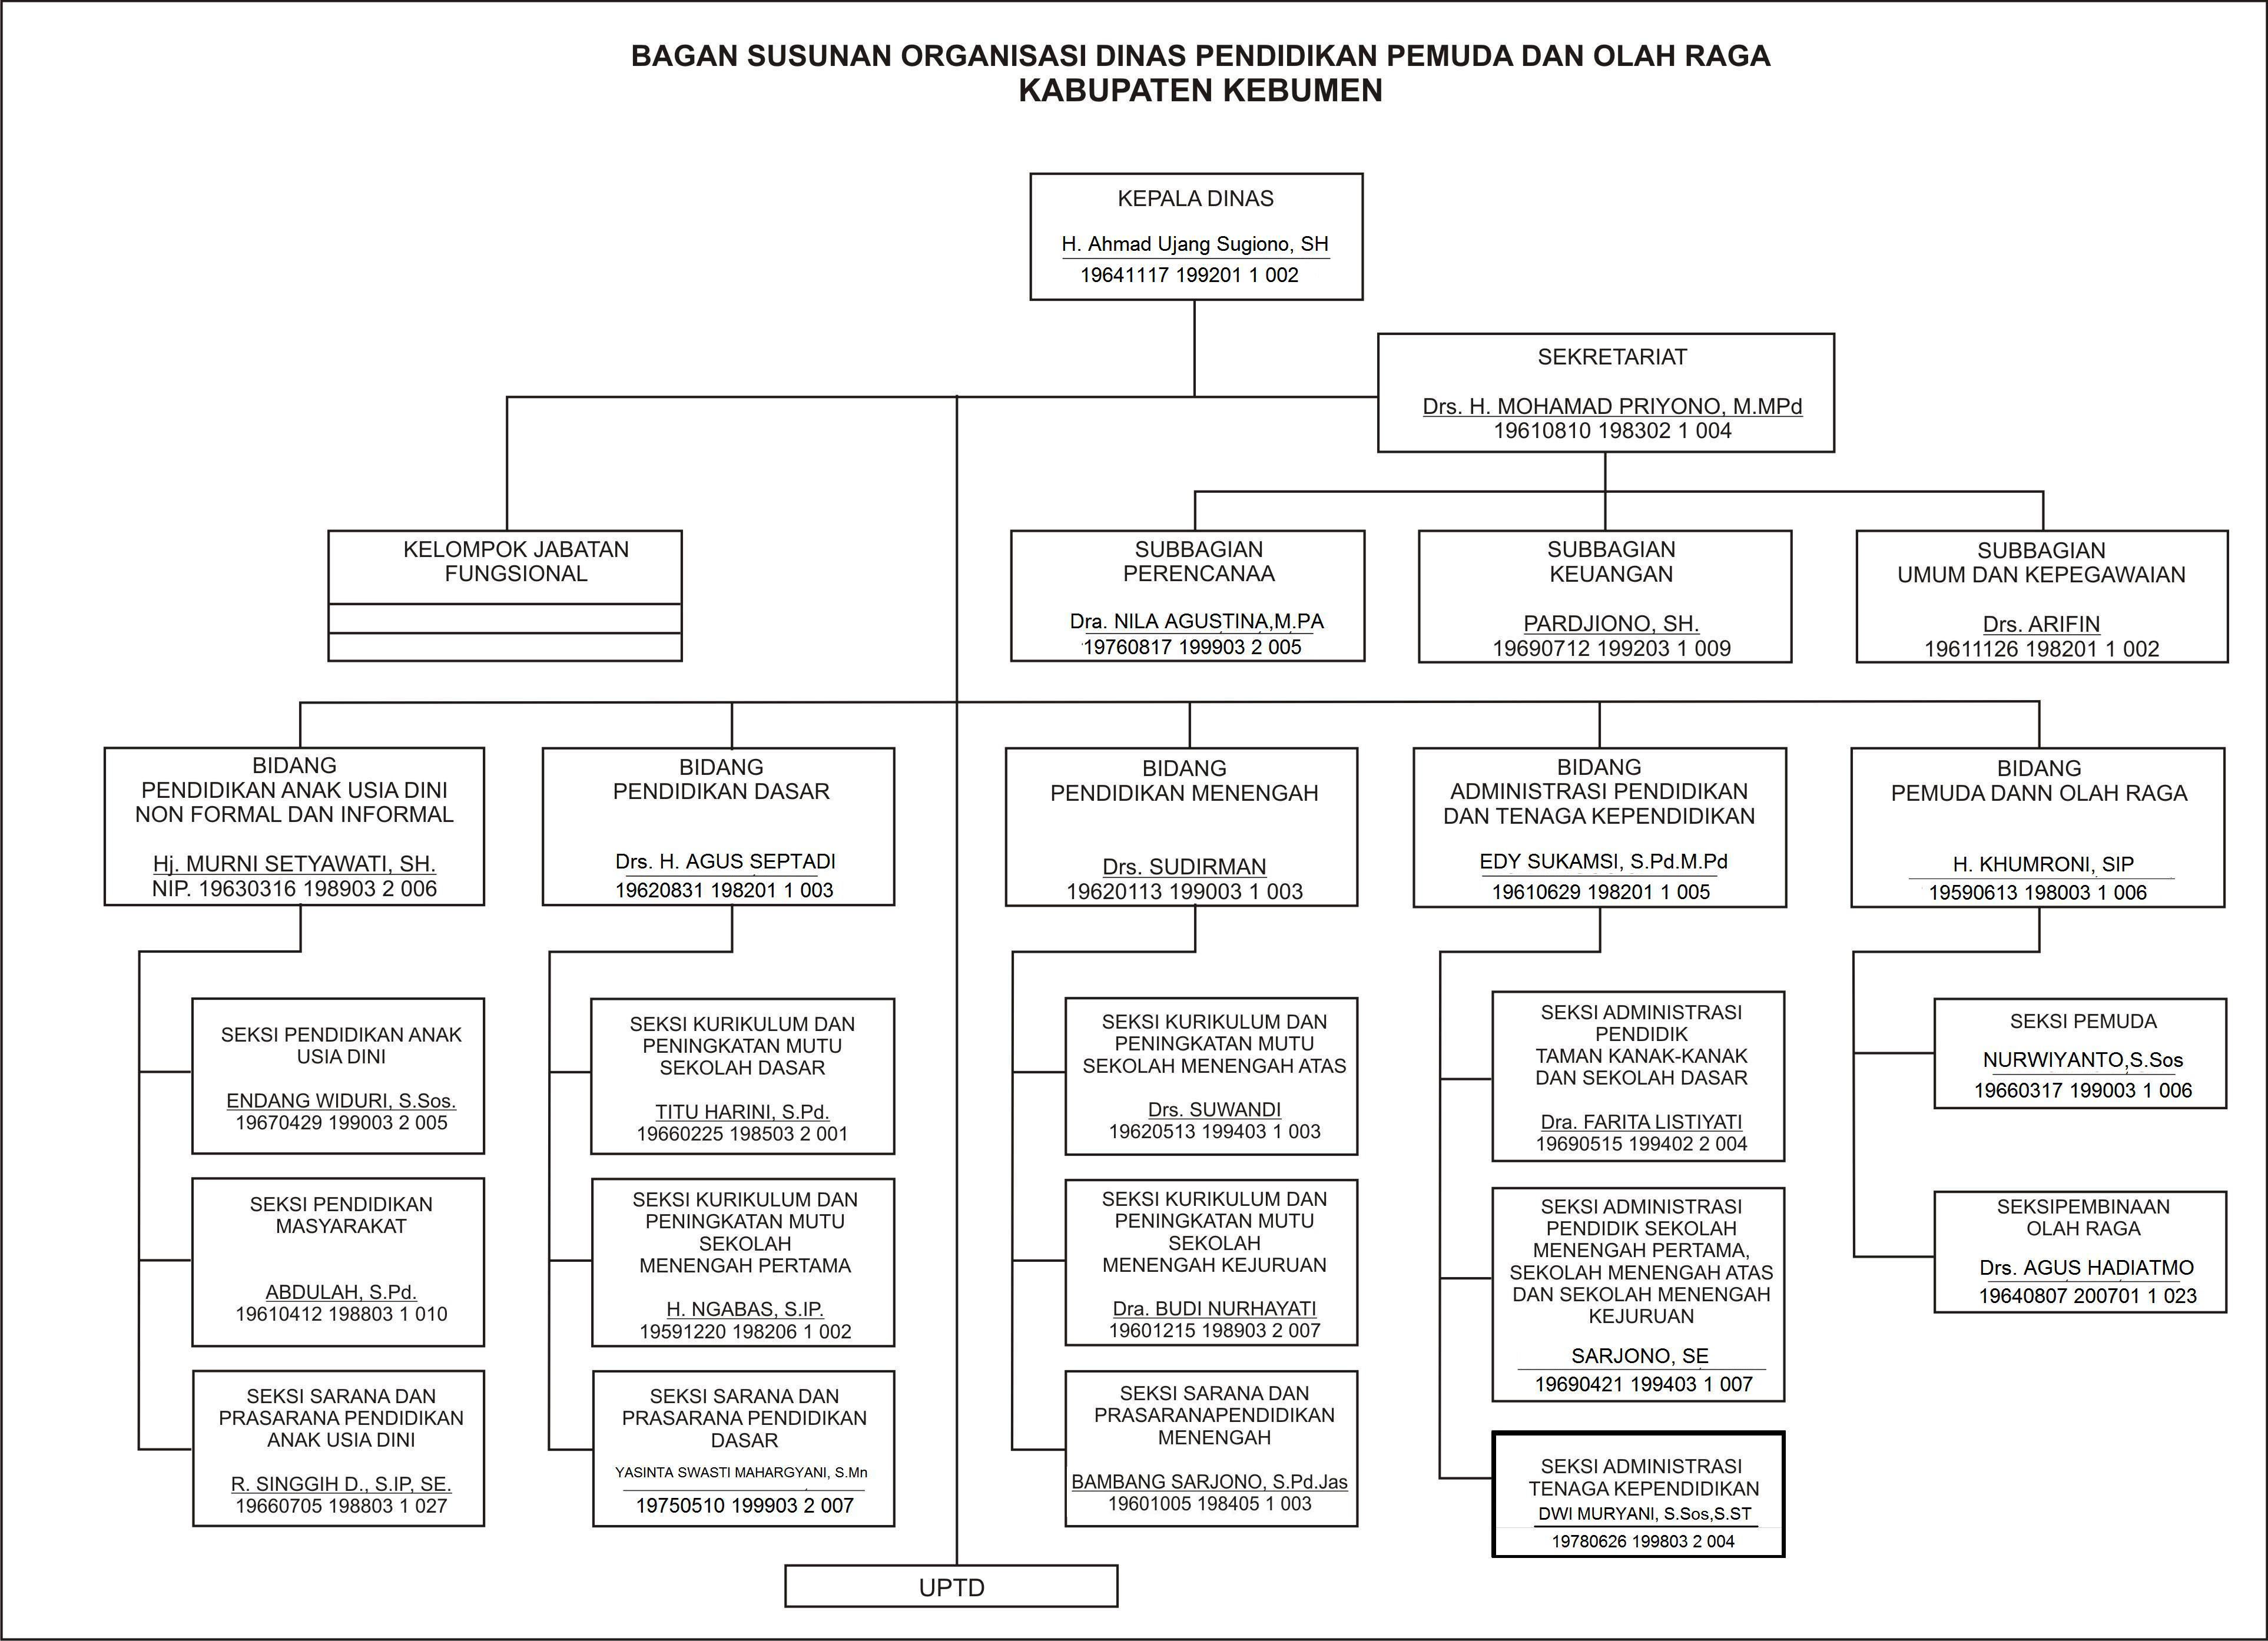 BAGAN SUSUNAN ORGANISASI DINAS PENDIDIKAN PEMUDA DAN OLAH RAGA
KABUPATEN KEBUMEN
KEPALA DINAS
H. Ahmad Ujang Sugiono, SH
19641117 199201 1 002
SEKRETARIAT
Drs. H. MOHAMAD PRIYONO, M.MPd
19610810 198302 1 004
KELOMPOK JABATAN
FUNGSIONAL
SUBBAGIAN
PERENCANAA
Dra. NILA AGUSTINA,M.PA
19760817 199903 2 005
SUBBAGIAN
KEUANGAN
PARDJIONO, SH.
19690712 199203 1 009
SUBBAGIAN
UMUM DAN KEPEGAWAIAN
Drs. ARIFIN
19611126 198201 1 002
BIDANG
PENDIDIKAN ANAK USIA DINI
NON FORMAL DAN INFORMAL
Hj. MURNI SETYAWATI, SH.
NIP. 19630316 198903 2 006
BIDANG
PENDIDIKAN DASAR
Drs. H. AGUS SEPTADI
19620831 198201 1 003
BIDANG
PENDIDIKAN MENENGAH
Drs. SUDIRMAN
19620113 199003 1 003
BIDANG
ADMINISTRASI PENDIDIKAN
DAN TENAGA KEPENDIDIKAN
EDY SUKAMSI, S.Pd.M.Pd
19610629 198201 1 005
BIDANG
PEMUDA DANN OLAH RAGA
H. KHUMRONI, SIP
19590613 198003 1 006
SEKSI PENDIDIKAN ANAK
USIA DINI
ENDANG WIDURI, S.Sos.
19670429 199003 2 005
SEKSI PENDIDIKAN
MASYARAKAT
ABDULAH, S.Pd.
19610412 198803 1 010
SEKSI SARANA DAN
PRASARANA PENDIDIKAN
ANAK USIA DINI
R. SINGGIH D., S.IP, SE.
19660705 198803 1 027
SEKSI KURIKULUM DAN
PENINGKATAN MUTU
SEKOLAH DASAR
TITU HARINI, S.Pd.
19660225 198503 2 001
SEKSI KURIKULUM DAN
PENINGKATAN MUTU
SEKOLAH
MENENGAH PERTAMA
H. NGABAS, S.IP.
19591220 198206 1 002
SEKSI SARANA DAN
PRASARANA PENDIDIKAN
DASAR
YASINTA SWASTI MAHARGYANI, S.Mn
19750510 199903 2 007
SEKSI KURIKULUM DAN
PENINGKATAN MUTU
SEKOLAH MENENGAH ATAS
Drs. SUWANDI
19620513 199403 1 003
SEKSI KURIKULUM DAN
PENINGKATAN MUTU
SEKOLAH
MENENGAH KEJURUAN
Dra. BUDI NURHAYATI
19601215 198903 2 007
SEKSI SARANA DAN
PRASARANAPENDIDIKAN
MENENGAH
BAMBANG SARJONO, S.Pd.Jas
19601005 198405 1 003
SEKSI ADMINISTRASI
PENDIDIK
TAMAN KANAK-KANAK
DAN SEKOLAH DASAR
Dra. FARITA LISTIYATI
19690515 199402 2 004
SEKSI ADMINISTRASI
PENDIDIK SEKOLAH
MENENGAH PERTAMA,
SEKOLAH MENENGAH ATAS
DAN SEKOLAH MENENGAH
KEJURUAN
SARJONO, SE
19690421 199403 1 007
SEKSI ADMINISTRASI
TENAGA KEPENDIDIKAN
DWI MURYANI, S.Sos,S.ST
19780626 199803 2 004
SEKSI PEMUDA
NURWIYANTO,S.Sos
19660317 199003 1 006
SEKSIPEMBINAAN
OLAH RAGA
Drs. AGUS HADIATMO
19640807 200701 1 023
UPTD